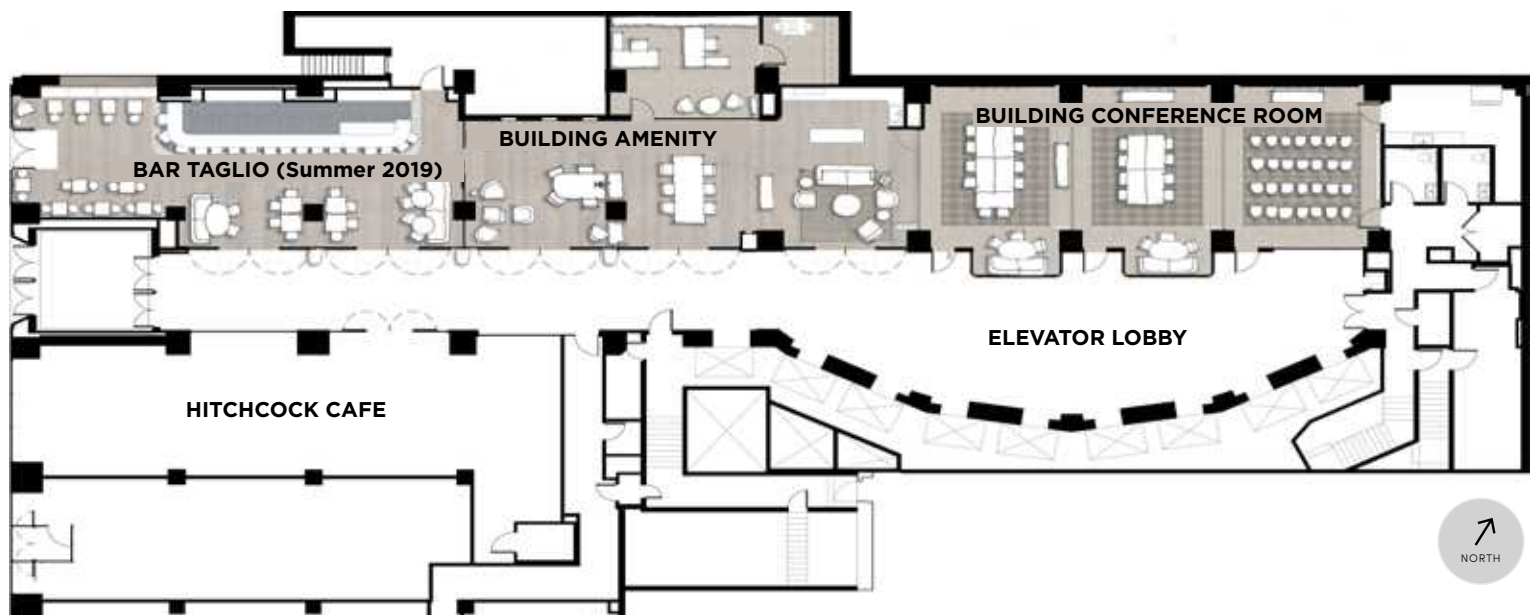 BUILDING CONFERENCE ROOM
BUILDING AMENITY
BAR TAGLIO (Summer 2019)
ELEVATOR LOBBY
HITCHCOCK CAFE
NORTH